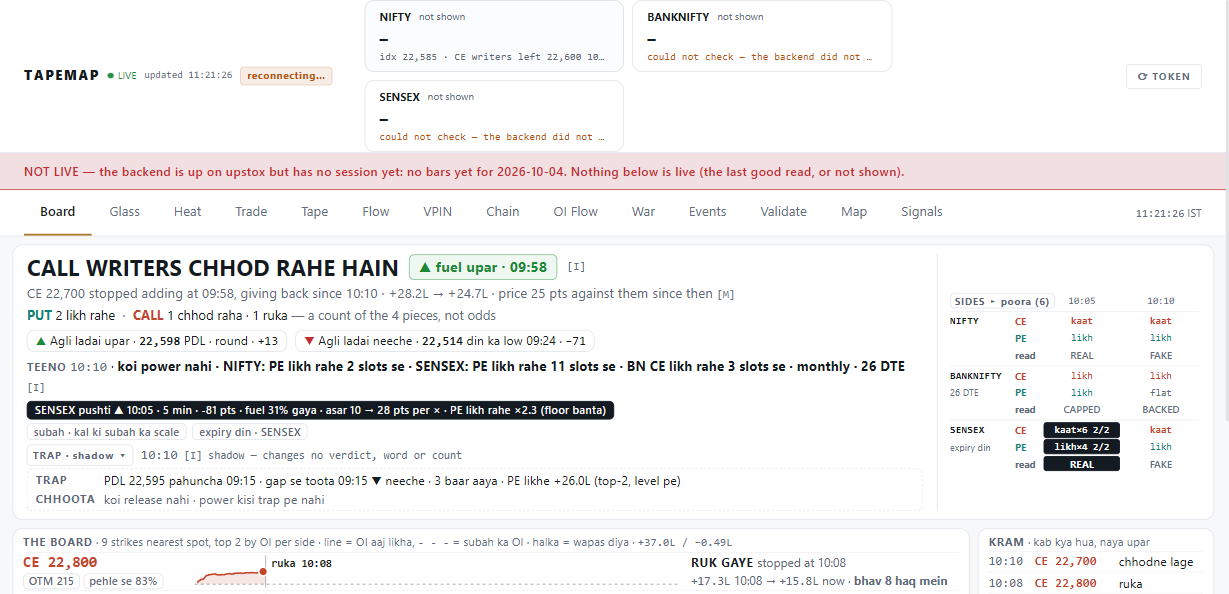 NIFTY not shown
–
idx 22,585 · CE writers left 22,600 10…
BANKNIFTY not shown
–
could not check — the backend did not …
TAPEMAP ● LIVE updated 11:21:26 reconnecting…
SENSEX not shown
–
could not check — the backend did not …
⟳ TOKEN
NOT LIVE — the backend is up on upstox but has no session yet: no bars yet for 2026-10-04. Nothing below is live (the last good read, or not shown).
Board Glass Heat Trade Tape Flow VPIN Chain OI Flow War Events Validate Map Signals 11:21:26 IST
CALL WRITERS CHHOD RAHE HAIN ▲ fuel upar · 09:58 [I]
CE 22,700 stopped adding at 09:58, giving back since 10:10 · +28.2L → +24.7L · price 25 pts against them since then [M]
PUT 2 likh rahe · CALL 1 chhod raha · 1 ruka — a count of the 4 pieces, not odds
▲ Agli ladai upar · 22,598 PDL · round · +13 ▼ Agli ladai neeche · 22,514 din ka low 09:24 · −71
TEENO 10:10 · koi power nahi · NIFTY: PE likh rahe 2 slots se · SENSEX: PE likh rahe 11 slots se · BN CE likh rahe 3 slots se · monthly · 26 DTE
[I]
SENSEX pushti ▲ 10:05 · 5 min · -81 pts · fuel 31% gaya · asar 10 → 28 pts per × · PE likh rahe ×2.3 (floor banta)
subah · kal ki subah ka scale expiry din · SENSEX
TRAP · shadow ▾ 10:10 [I] shadow — changes no verdict, word or count
TRAP PDL 22,595 pahuncha 09:15 · gap se toota 09:15 ▼ neeche · 3 baar aaya · PE likhe +26.0L (top-2, level pe)
CHHOOTA koi release nahi · power kisi trap pe nahi
SIDES ▸ poora (6) 10:05 10:10
NIFTY CE kaat kaat
PE likh likh
read REAL FAKE
BANKNIFTY CE likh likh
26 DTE PE likh flat
read CAPPED BACKED
SENSEX CE kaat×6 2/2 kaat
expiry din PE likh×4 2/2 likh
read REAL FAKE
THE BOARD · 9 strikes nearest spot, top 2 by OI per side · line = OI aaj likha, - - - = subah ka OI · halka = wapas diya · +37.0L / −0.49L
CE 22,800 ruka 10:08 RUK GAYE stopped at 10:08
OTM 215 pehle se 83% +17.3L 10:08 → +15.8L now · bhav 8 haq mein
KRAM · kab kya hua, naya upar
10:10 CE 22,700 chhodne lage
10:08 CE 22,800 ruka